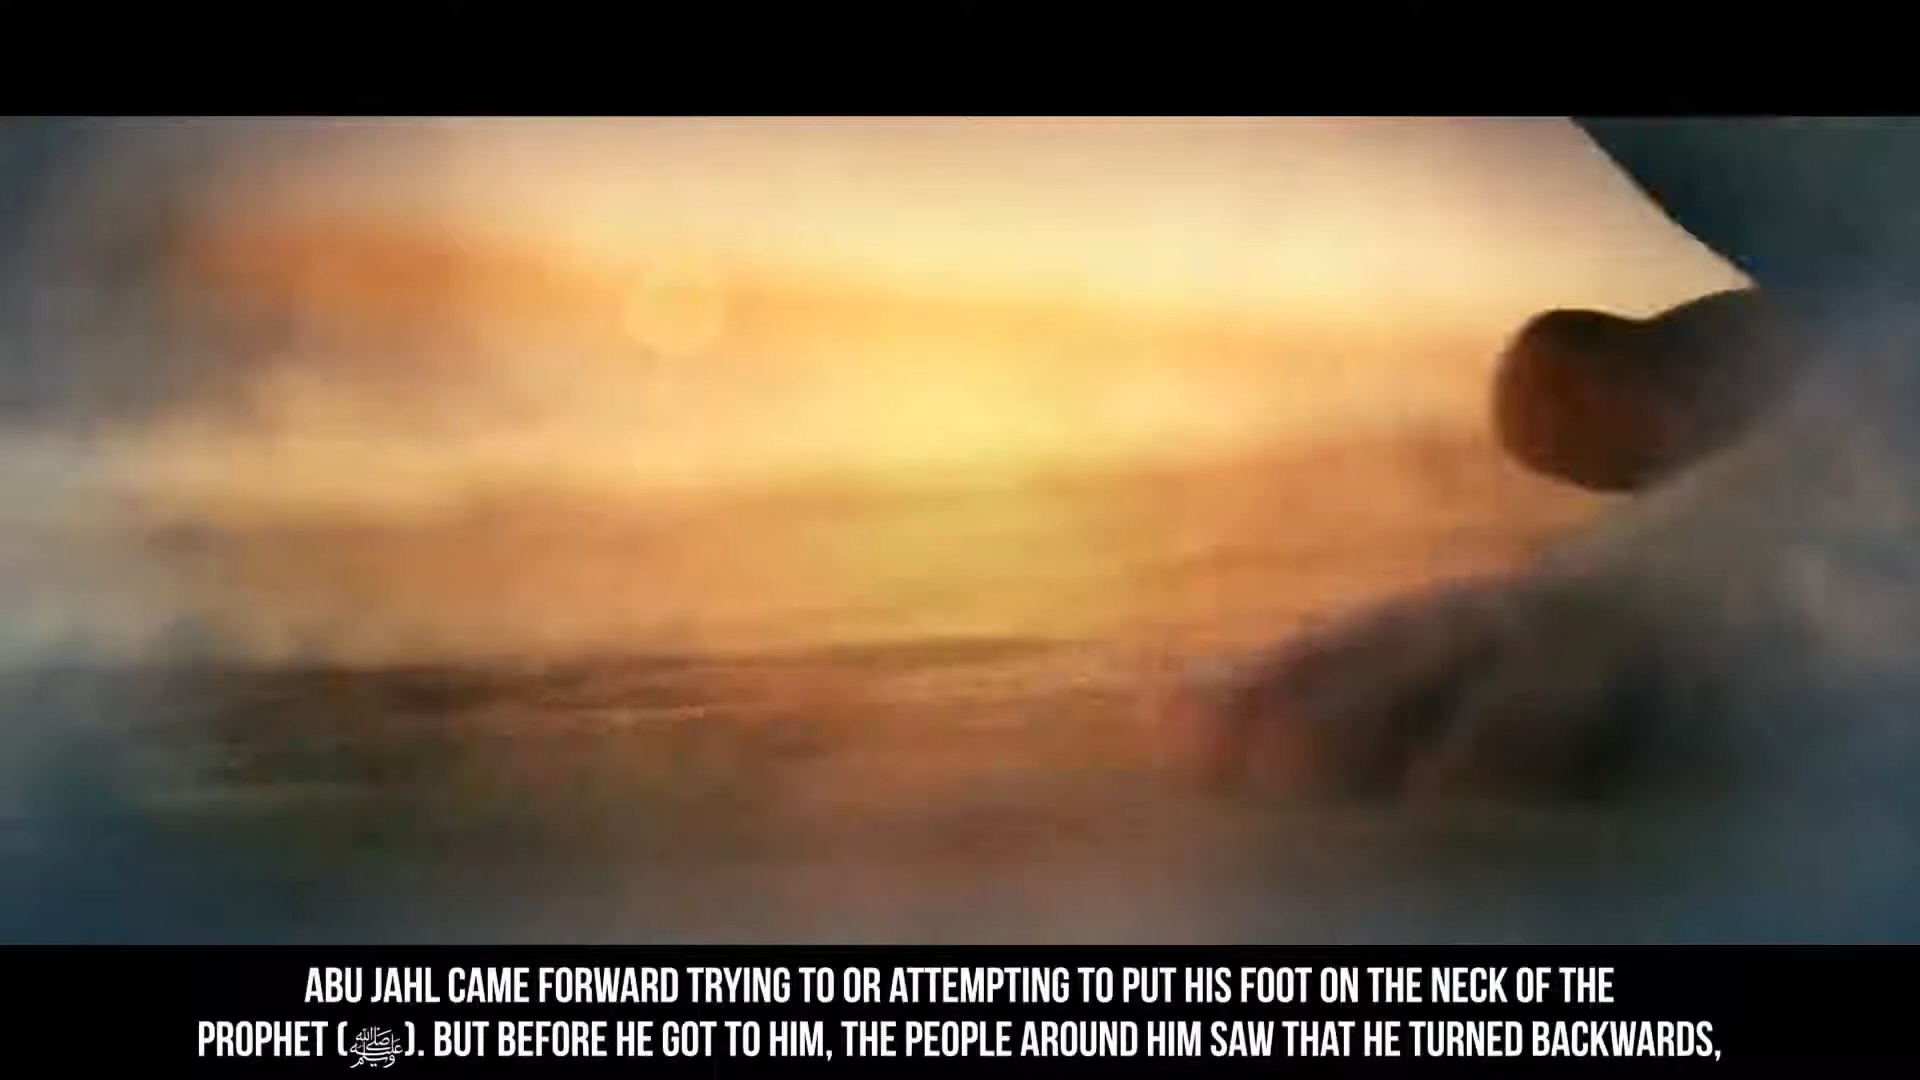 ABU JAHL CAME FORWARD TRYING TO OR ATTEMPTING TO PUT HIS FOOT ON THE NECK OF THE
PROPHET (ﷺ). BUT BEFORE HE GOT TO HIM, THE PEOPLE AROUND HIM SAW THAT HE TURNED BACKWARDS,